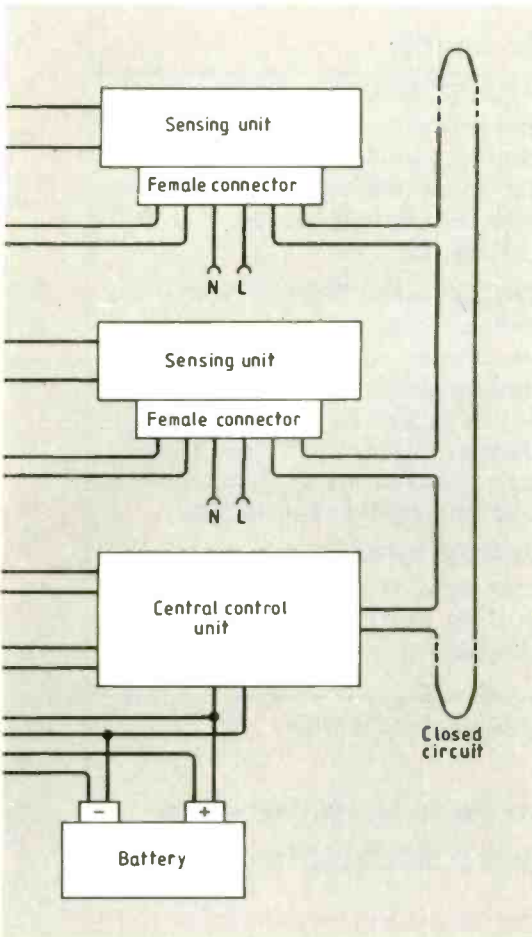 Sensing unit
Female connector
N L
Sensing unit
Female connector
N L
Central control
unit
Closed
circuit
- +
Battery